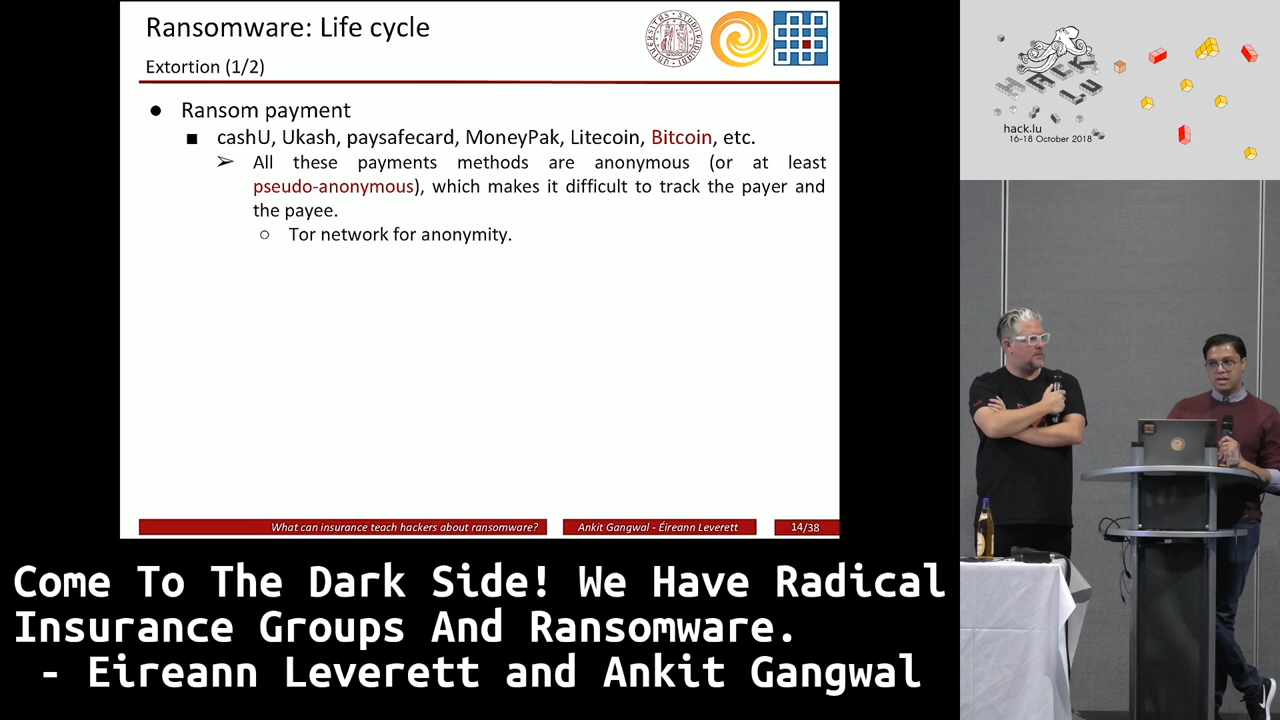 Ransomware: Life cycle
Extortion (1/2)
● Ransom payment
■ cashU, Ukash, paysafecard, MoneyPak, Litecoin, Bitcoin, etc.
➢ All these payments methods are anonymous (or at least
pseudo-anonymous), which makes it difficult to track the payer and
the payee.
○ Tor network for anonymity.
What can insurance teach hackers about ransomware?
Ankit Gangwal - Éireann Leverett
14/38
HACK
LU
hack.lu
16-18 October 2018
Come To The Dark Side! We Have Radical
Insurance Groups And Ransomware.
- Eireann Leverett and Ankit Gangwal